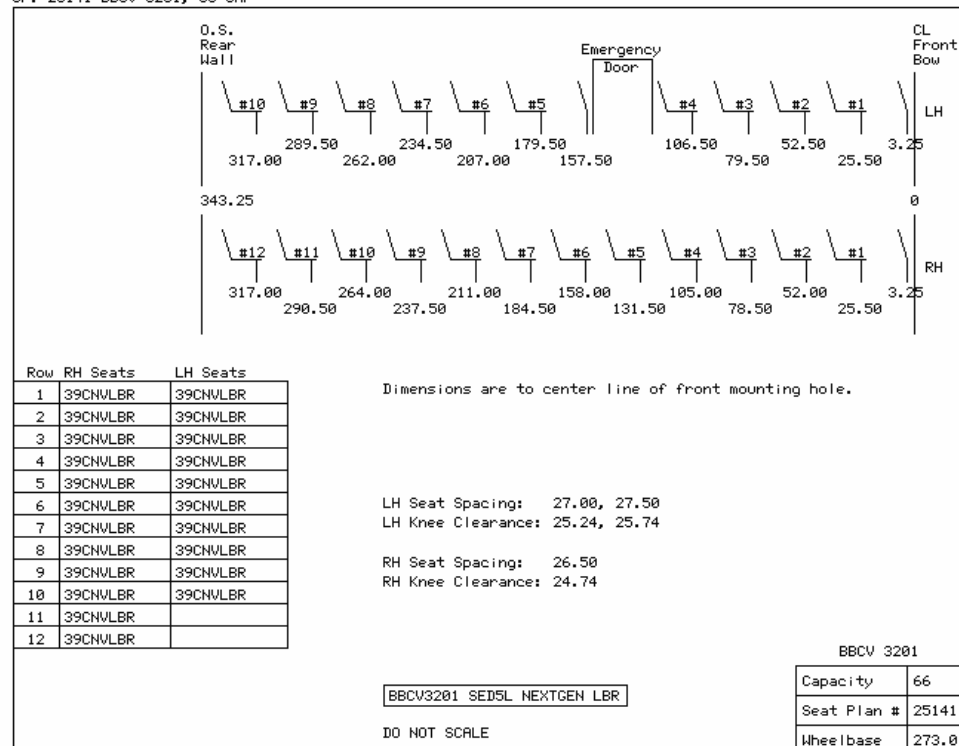 O.S.
Rear
Wall
Emergency
Door
CL
Front
Bow
#10 #9 #8 #7 #6 #5 #4 #3 #2 #1
LH
289.50 234.50 179.50 106.50 52.50 3.25
317.00 262.00 207.00 157.50 79.50 25.50
343.25 0
#12 #11 #10 #9 #8 #7 #6 #5 #4 #3 #2 #1
RH
317.00 264.00 211.00 158.00 105.00 52.00 3.25
290.50 237.50 184.50 131.50 78.50 25.50
Row RH Seats LH Seats
1 39CNVLBR 39CNVLBR
2 39CNVLBR 39CNVLBR
3 39CNVLBR 39CNVLBR
4 39CNVLBR 39CNVLBR
5 39CNVLBR 39CNVLBR
6 39CNVLBR 39CNVLBR
7 39CNVLBR 39CNVLBR
8 39CNVLBR 39CNVLBR
9 39CNVLBR 39CNVLBR
10 39CNVLBR 39CNVLBR
11 39CNVLBR
12 39CNVLBR
Dimensions are to center line of front mounting hole.
LH Seat Spacing: 27.00, 27.50
LH Knee Clearance: 25.24, 25.74
RH Seat Spacing: 26.50
RH Knee Clearance: 24.74
BBCV3201 SED5L NEXTGEN LBR
DO NOT SCALE
BBCV 3201
Capacity 66
Seat Plan # 25141
Wheelbase 273.0